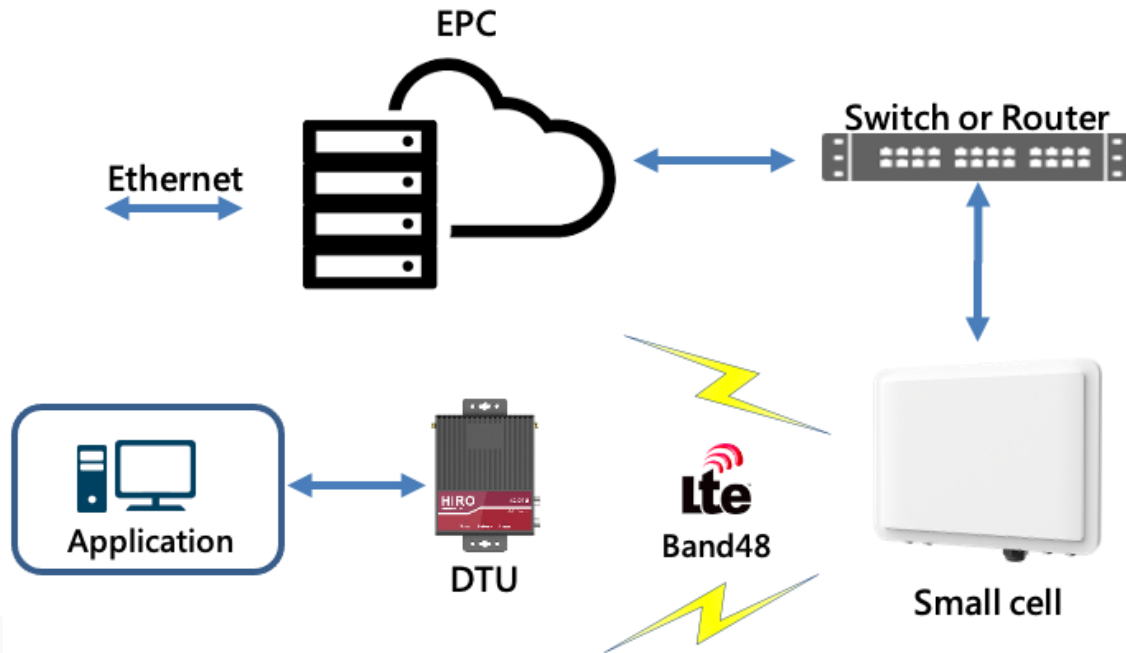 EPC
Switch or Router
Ethernet
HIRO
Lte
Band48
Application
DTU
Small cell